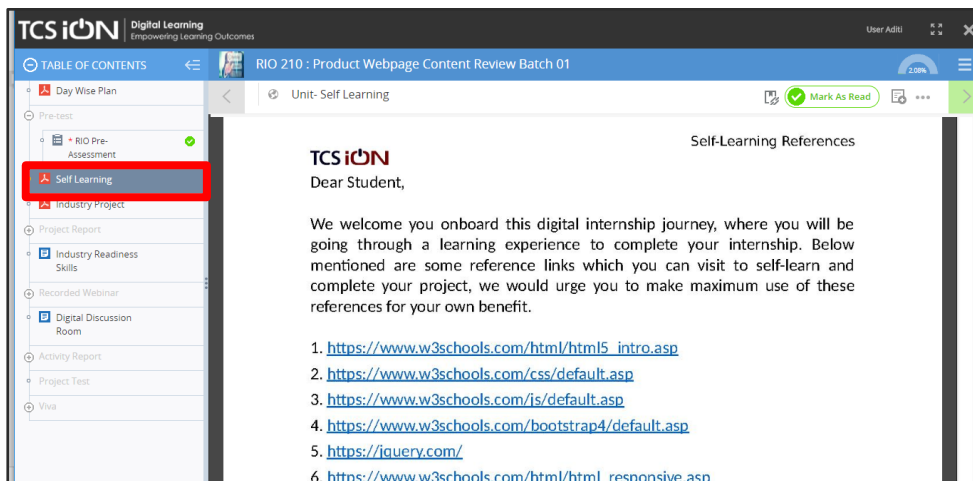 TCS iON Digital Learning
Empowering Learning Outcomes
User Aditi
TABLE OF CONTENTS
RIO 210 : Product Webpage Content Review Batch 01
2.08%
Day Wise Plan
Unit- Self Learning
Mark As Read
Pre-test
* RIO Pre-
Assessment
Self Learning
Industry Project
Project Report
Industry Readiness
Skills
Recorded Webinar
Digital Discussion
Room
Activity Report
Project Test
Viva
Self-Learning References
TCS iON
Dear Student,
We welcome you onboard this digital internship journey, where you will be
going through a learning experience to complete your internship. Below
mentioned are some reference links which you can visit to self-learn and
complete your project, we would urge you to make maximum use of these
references for your own benefit.
1. https://www.w3schools.com/html/html5_intro.asp
2. https://www.w3schools.com/css/default.asp
3. https://www.w3schools.com/js/default.asp
4. https://www.w3schools.com/bootstrap4/default.asp
5. https://jquery.com/
6. https://www.w3schools.com/html/html_responsive.asp